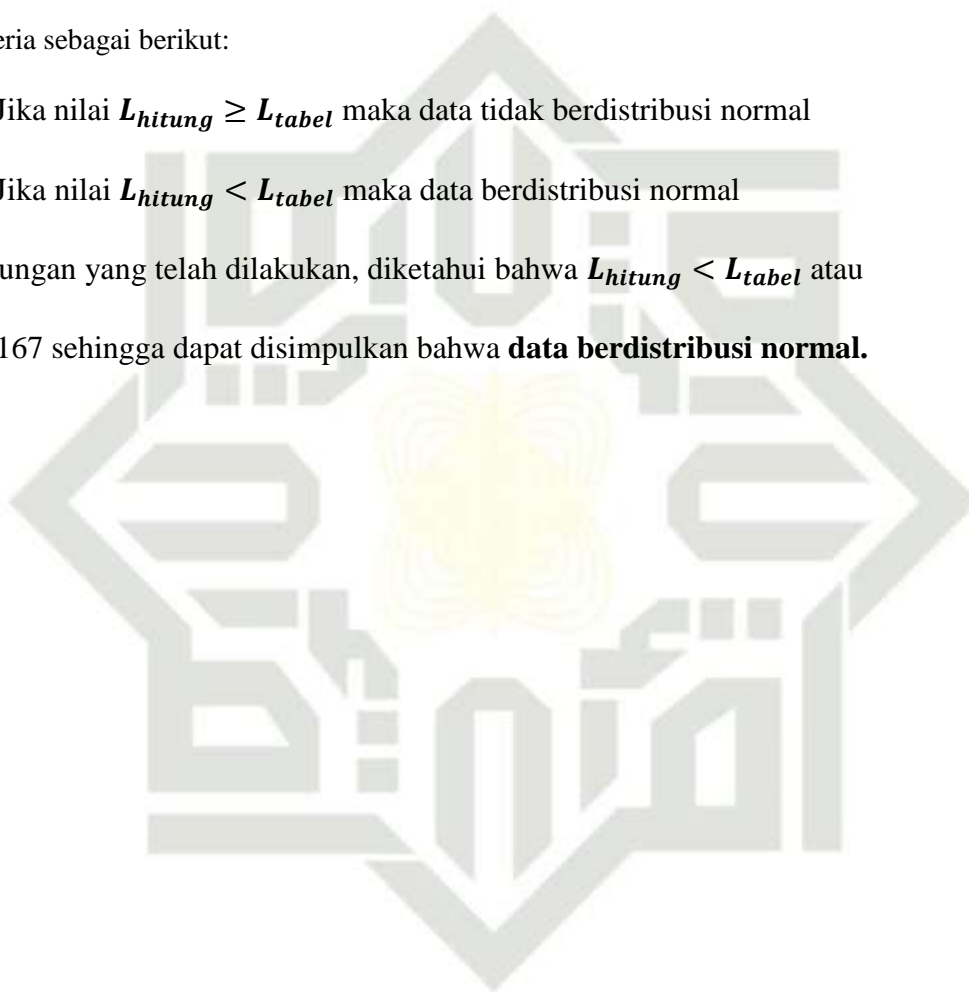 eria sebagai berikut:
Jika nilai L_hitung ≥ L_tabel maka data tidak berdistribusi normal
Jika nilai L_hitung < L_tabel maka data berdistribusi normal
ungan yang telah dilakukan, diketahui bahwa L_hitung < L_tabel atau
167 sehingga dapat disimpulkan bahwa data berdistribusi normal.